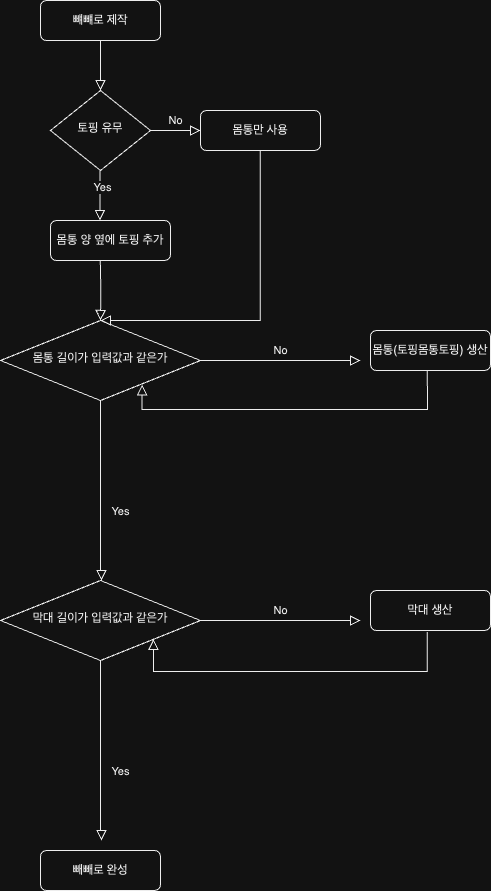 빼빼로 제작
토핑 유무
No
몸통만 사용
Yes
몸통 양 옆에 토핑 추가
몸통 길이가 입력값과 같은가
No
몸통(토핑몸통토핑) 생산
Yes
막대 길이가 입력값과 같은가
No
막대 생산
Yes
빼빼로 완성